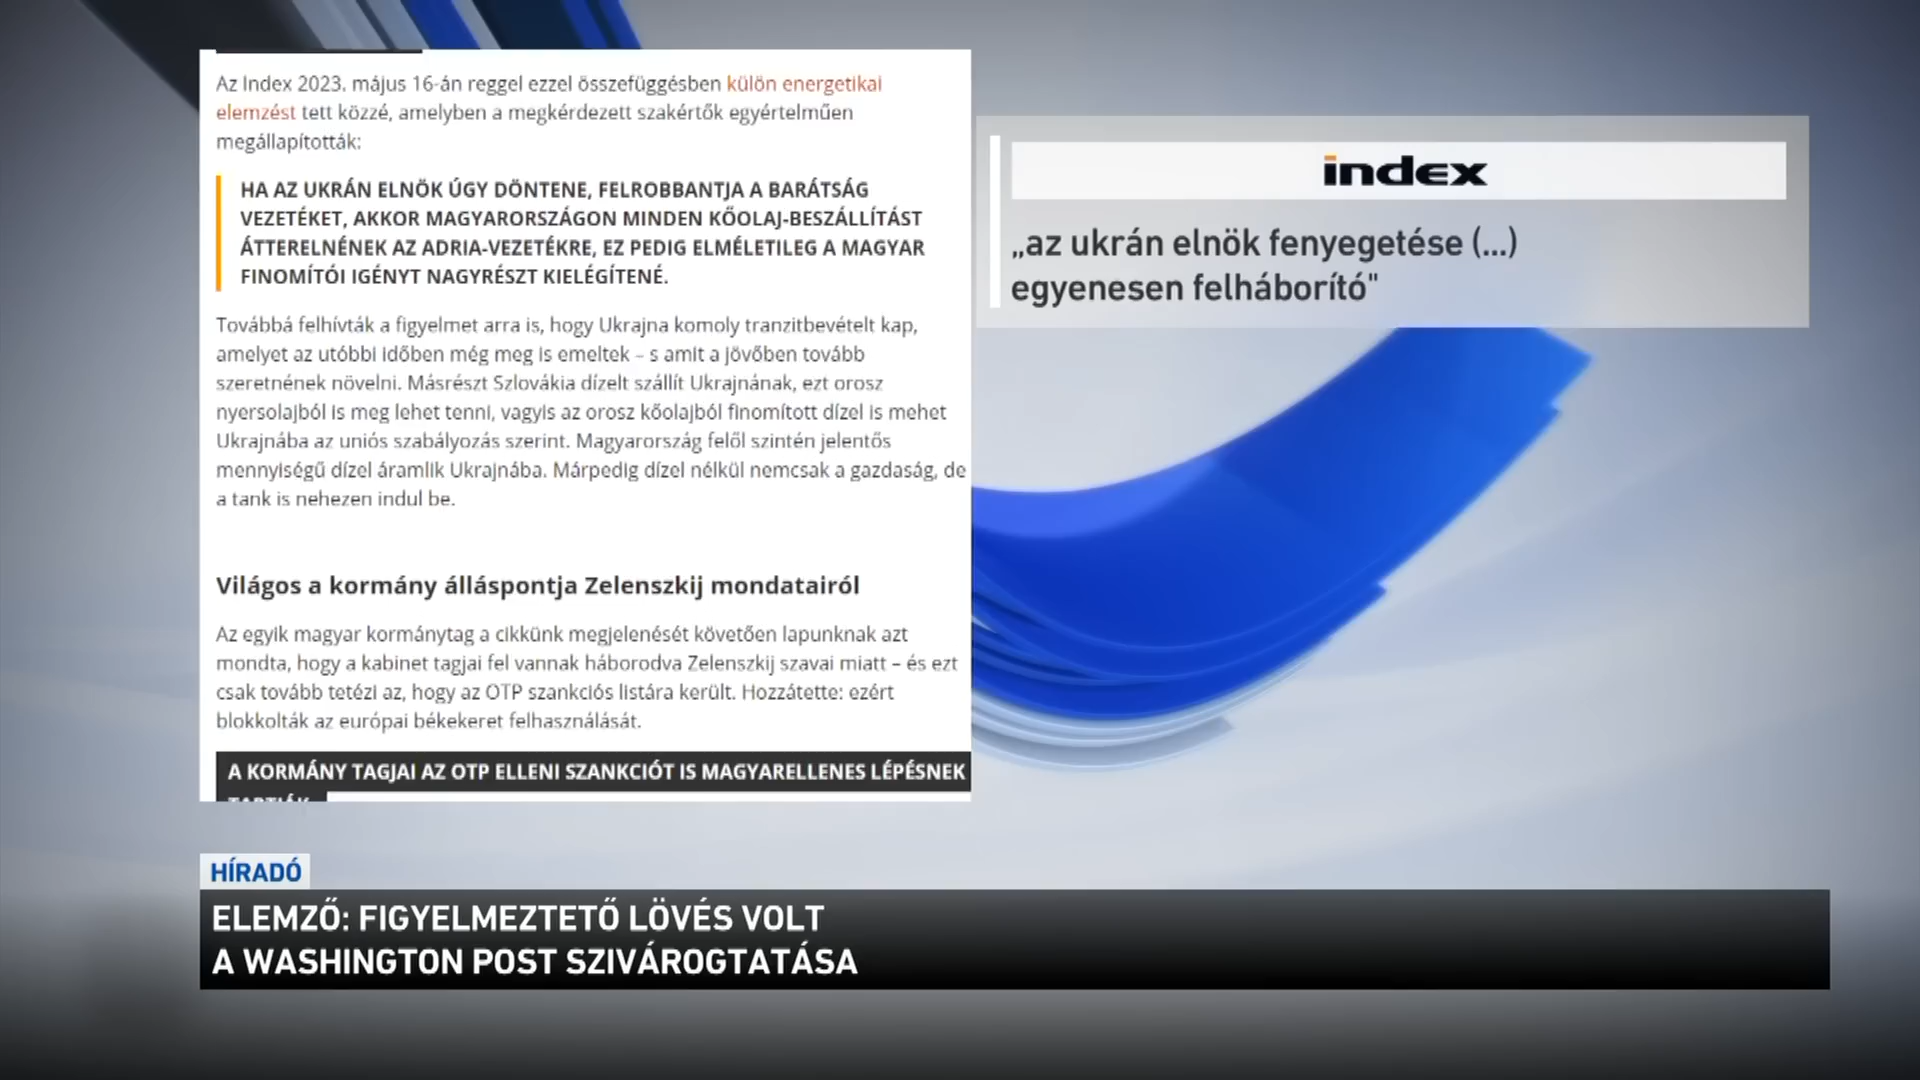 Az Index 2023. május 16-án reggel ezzel összefüggésben külön energetikai
elemzést tett közzé, amelyben a megkérdezett szakértők egyértelműen
megállapították:
HA AZ UKRÁN ELNÖK ÚGY DÖNTENE, FELROBBANTJA A BARÁTSÁG
VEZETÉKET, AKKOR MAGYARORSZÁGON MINDEN KŐOLAJ-BESZÁLLÍTÁST
ÁTTERELNÉNEK AZ ADRIA-VEZETÉKRE, EZ PEDIG ELMÉLETILEG A MAGYAR
FINOMÍTÓI IGÉNYT NAGYRÉSZT KIELÉGÍTENÉ.
Továbbá felhívták a figyelmet arra is, hogy Ukrajna komoly tranzitbevételt kap,
amelyet az utóbbi időben még meg is emeltek – s amit a jövőben tovább
szeretnének növelni. Másrészt Szlovákia dízelt szállít Ukrajnának, ezt orosz
nyersolajból is meg lehet tenni, vagyis az orosz kőolajból finomított dízel is mehet
Ukrajnába az uniós szabályozás szerint. Magyarország felől szintén jelentős
mennyiségű dízel áramlik Ukrajnába. Márpedig dízel nélkül nemcsak a gazdaság, de
a tank is nehezen indul be.
Világos a kormány álláspontja Zelenszkij mondatairól
Az egyik magyar kormánytag a cikkünk megjelenését követően lapunknak azt
mondta, hogy a kabinet tagjai fel vannak háborodva Zelenszkij szavai miatt – és ezt
csak tovább tetézi az, hogy az OTP szankciós listára került. Hozzátette: ezért
blokkolták az európai békekeret felhasználását.
A KORMÁNY TAGJAI AZ OTP ELLENI SZANKCIÓT IS MAGYARELLENES LÉPÉSNEK
TARTJÁK
index
„az ukrán elnök fenyegetése (...)
egyenesen felháborító"
HÍRADÓ
ELEMZŐ: FIGYELMEZTETŐ LÖVÉS VOLT
A WASHINGTON POST SZIVÁROGTATÁSA